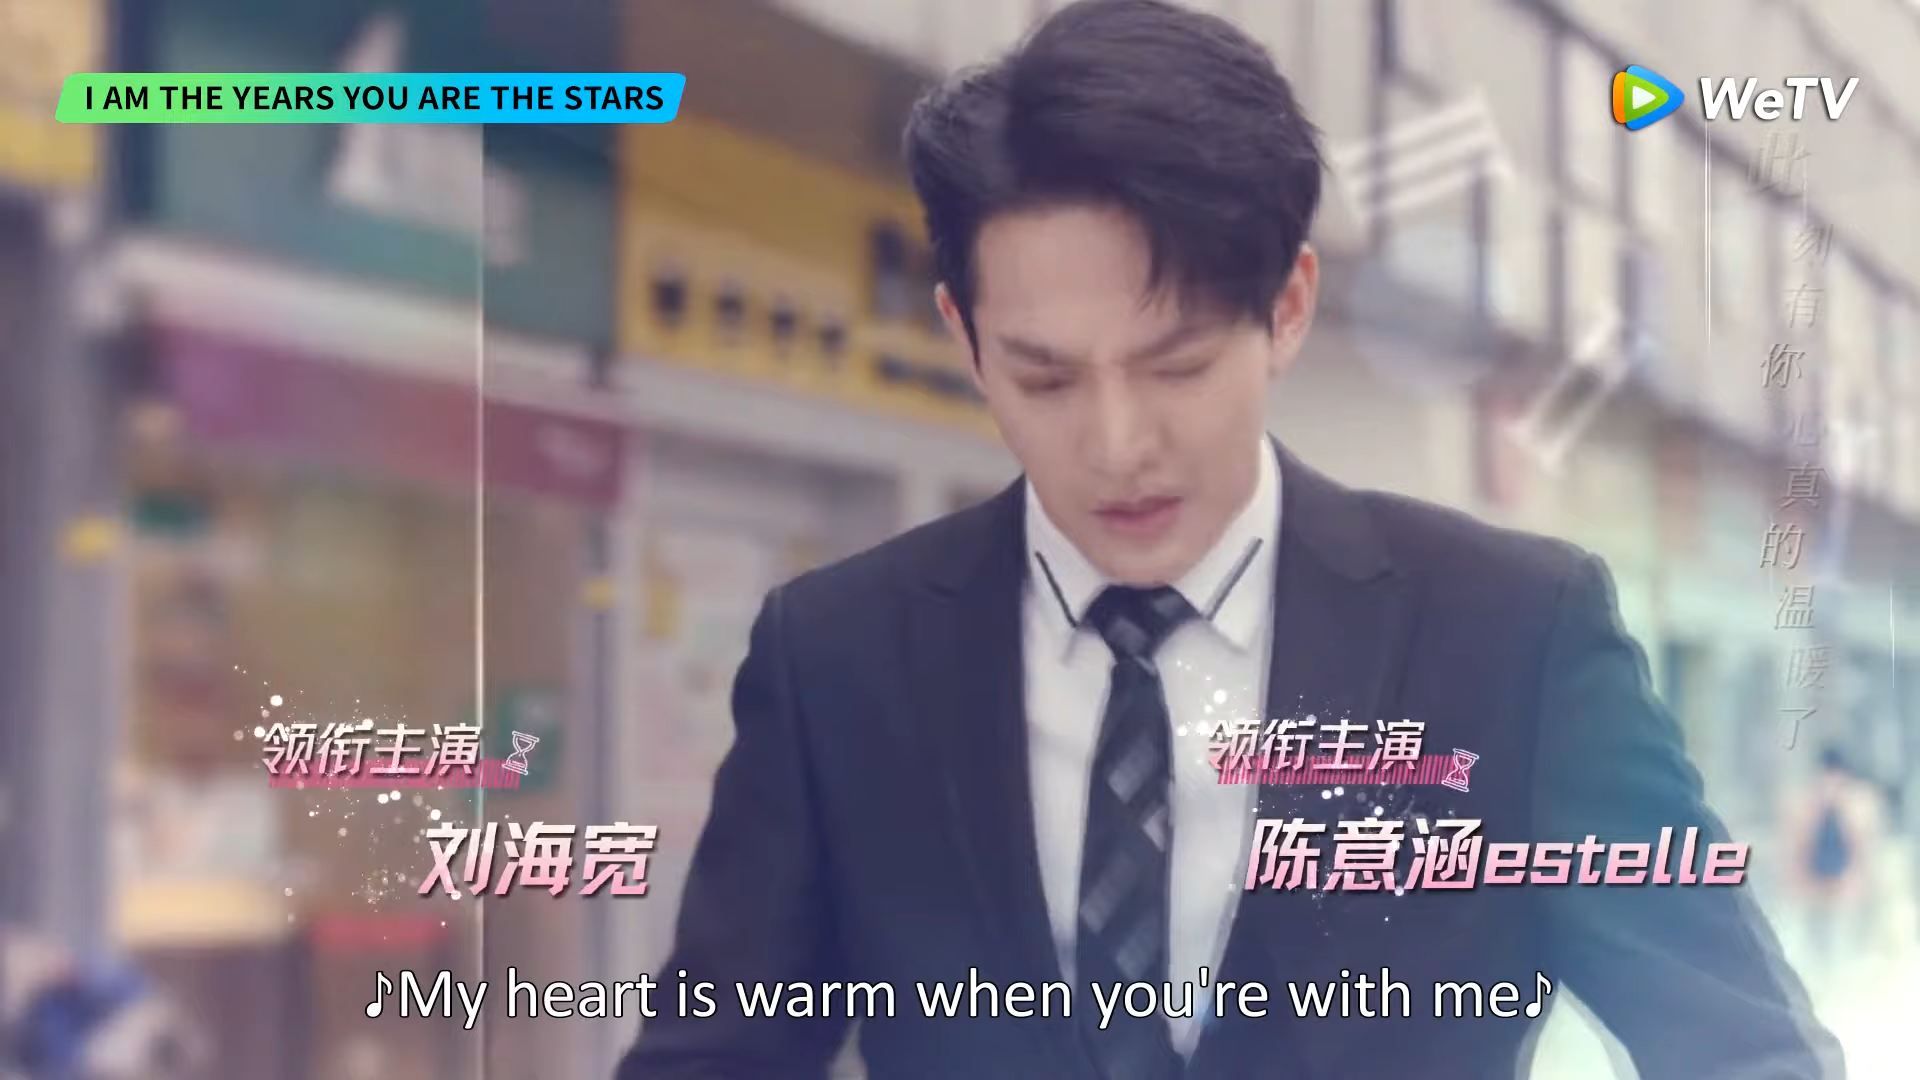 I AM THE YEARS YOU ARE THE STARS
WeTV
此刻有你心真的温暖了
领衔主演
刘海宽
领衔主演
陈意涵estelle
♪My heart is warm when you're with me♪